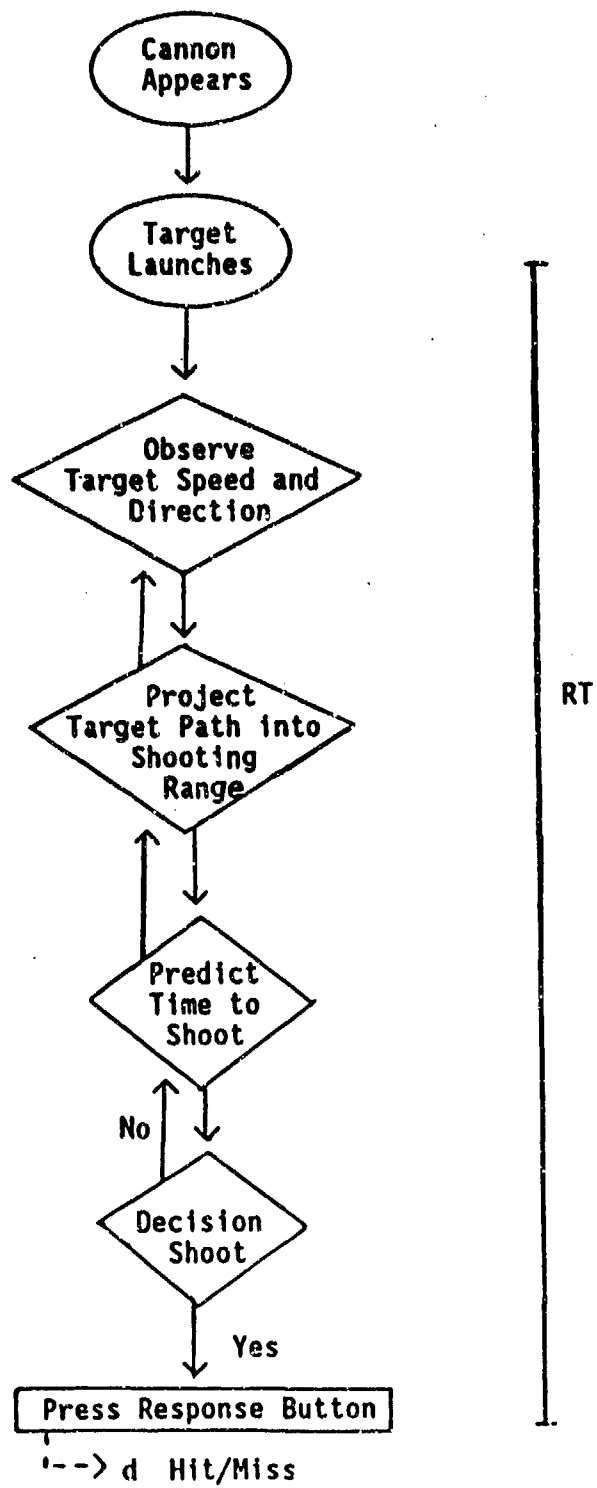 Cannon
Appears
Target
Launches
Observe
Target Speed and
Direction
Project
Target Path into
Shooting
Range
RT
Predict
Time to
Shoot
No
Decision
Shoot
Yes
Press Response Button
d Hit/Miss